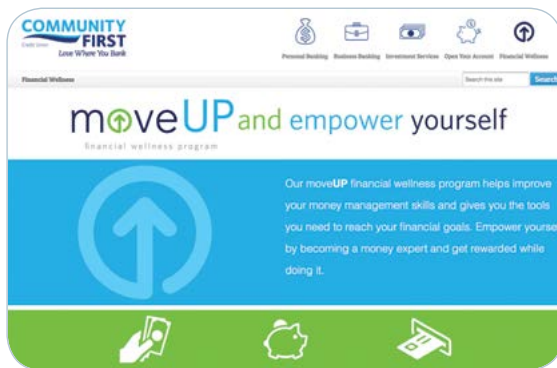 COMMUNITY
FIRST
Credit Union
Love Where You Bank
Personal Banking
Business Banking
Investment Services
Open Your Account
Financial Wellness
Financial Wellness
Search the site
Search
moveUP and empower yourself
financial wellness program
Our moveUP financial wellness program helps improve
your money management skills and gives you the tools
you need to reach your financial goals. Empower yourse
by becoming a money expert and get rewarded while
doing it.